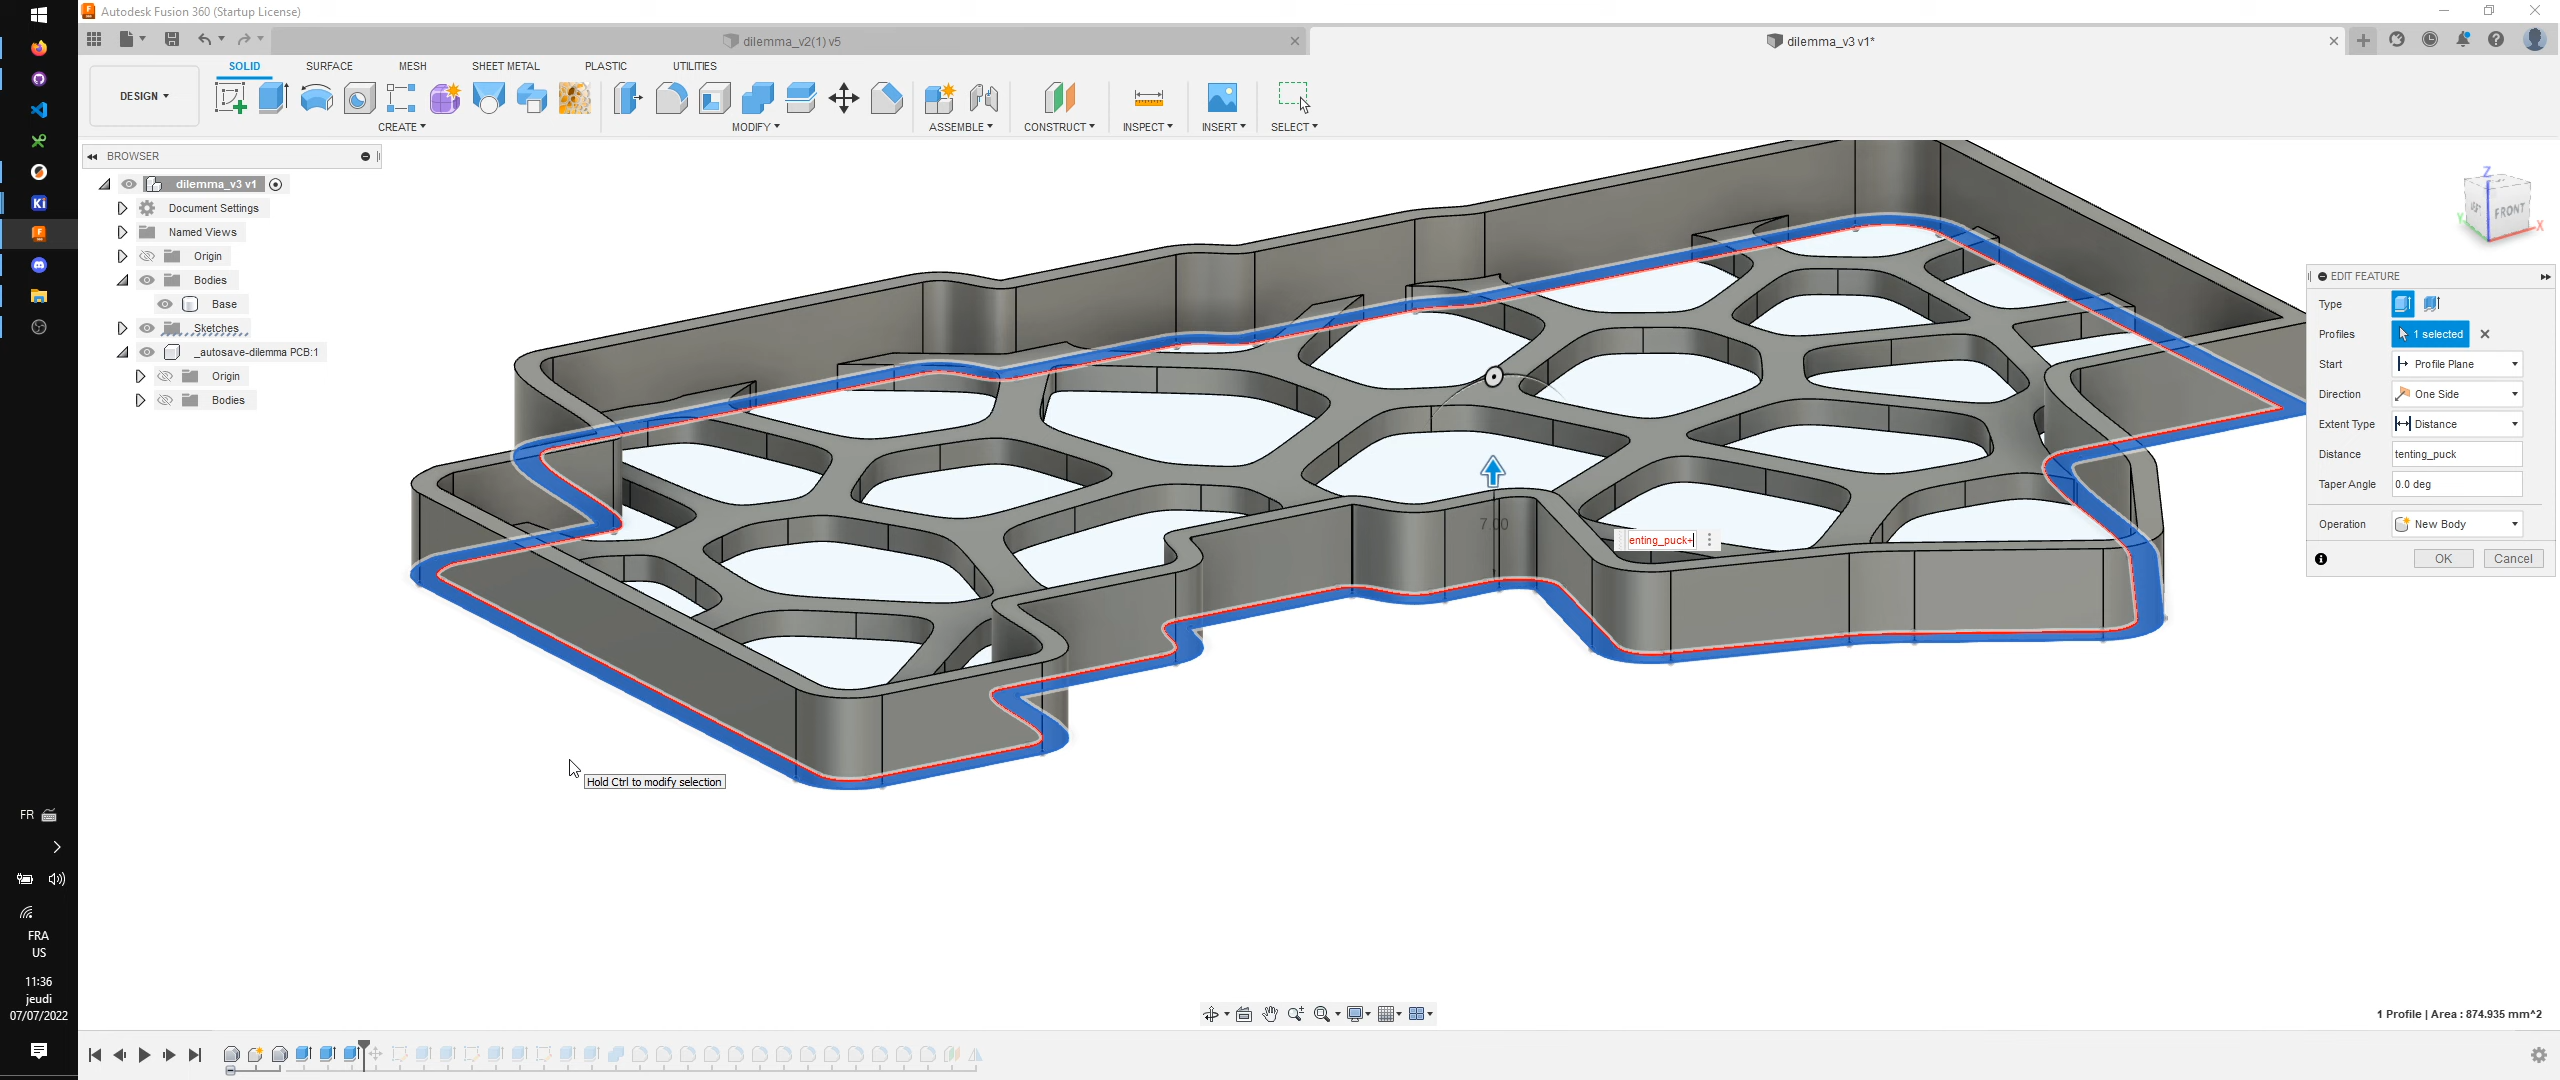 Autodesk Fusion 360 (Startup License)
dilemma_v2(1) v5
dilemma_v3 v1*
DESIGN
SOLID
SURFACE
MESH
SHEET METAL
PLASTIC
UTILITIES
CREATE
MODIFY
ASSEMBLE
CONSTRUCT
INSPECT
INSERT
SELECT
BROWSER
dilemma_v3 v1
Document Settings
Named Views
Origin
Bodies
Base
Sketches
_autosave-dilemma PCB:1
Origin
Bodies
Z
FRONT
X
Y
EDIT FEATURE
Type
Profiles
1 selected
Start
Profile Plane
Direction
One Side
Extent Type
Distance
Distance
tenting_puck
Taper Angle
0.0 deg
Operation
New Body
OK
Cancel
7.00
enting_puck+
Hold Ctrl to modify selection
FR
FRA
US
11:36
jeudi
07/07/2022
1 Profile | Area : 874.935 mm^2
Ki